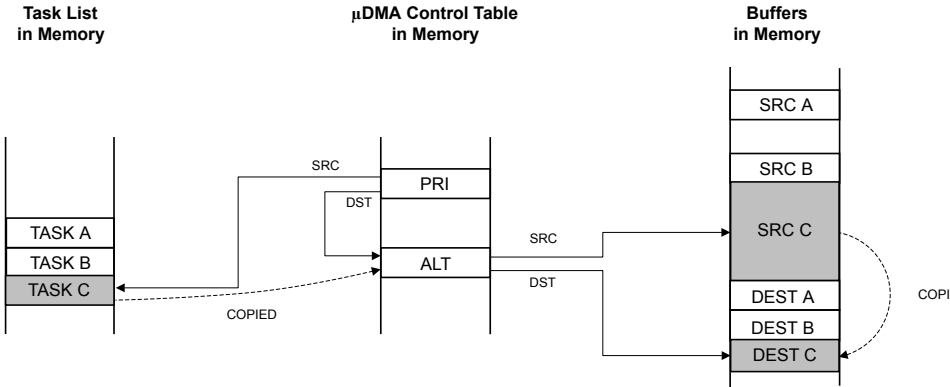 Task List
in Memory
µDMA Control Table
in Memory
Buffers
in Memory
SRC A
SRC B
SRC
PRI
DST
TASK A
SRC C
SRC
TASK B
ALT
TASK C
DST
COPIED
COPI
DEST A
DEST B
DEST C